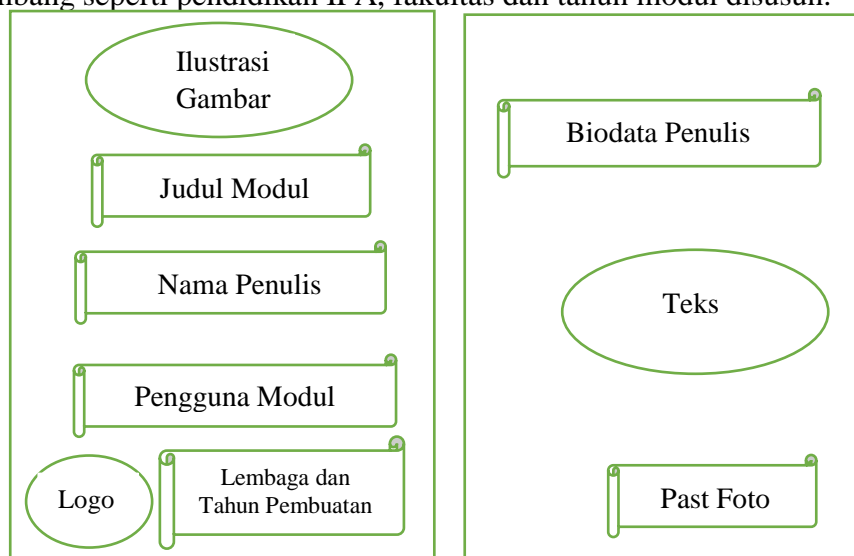 seperti pendidikan IPA, fakultas dan tahun modul disusun.
Ilustrasi
Gambar
Judul Modul
Nama Penulis
Pengguna Modul
Logo
Lembaga dan
Tahun Pembuatan
Biodata Penulis
Teks
Past Foto